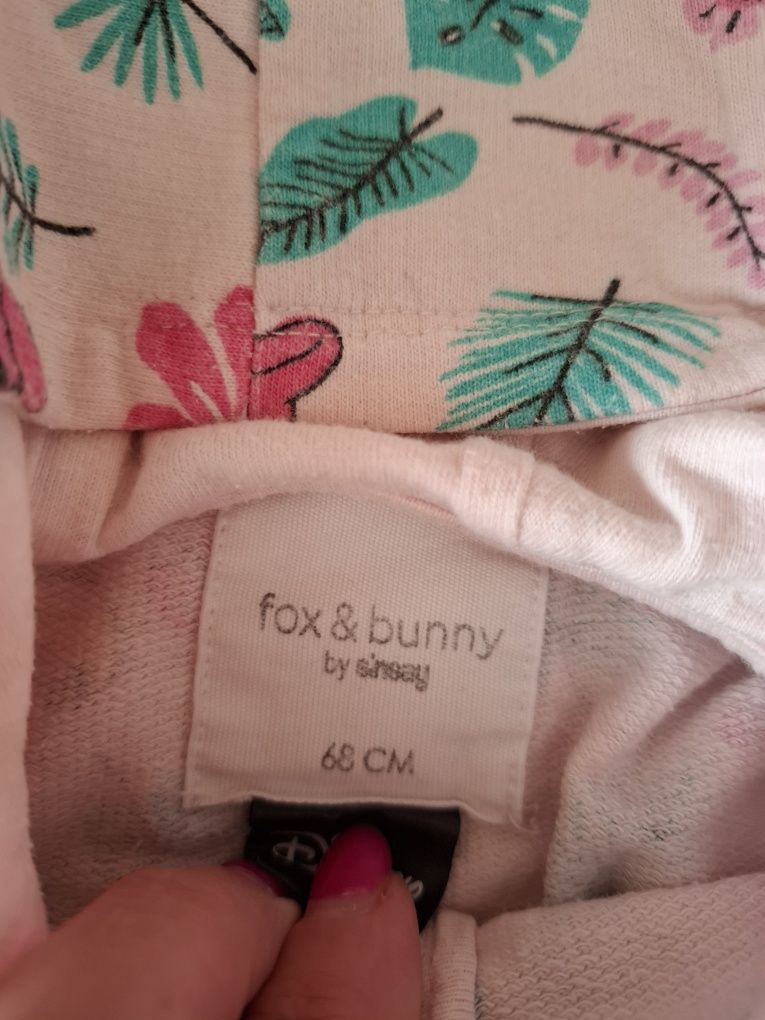 fox & bunny
by sinsay
68 CM